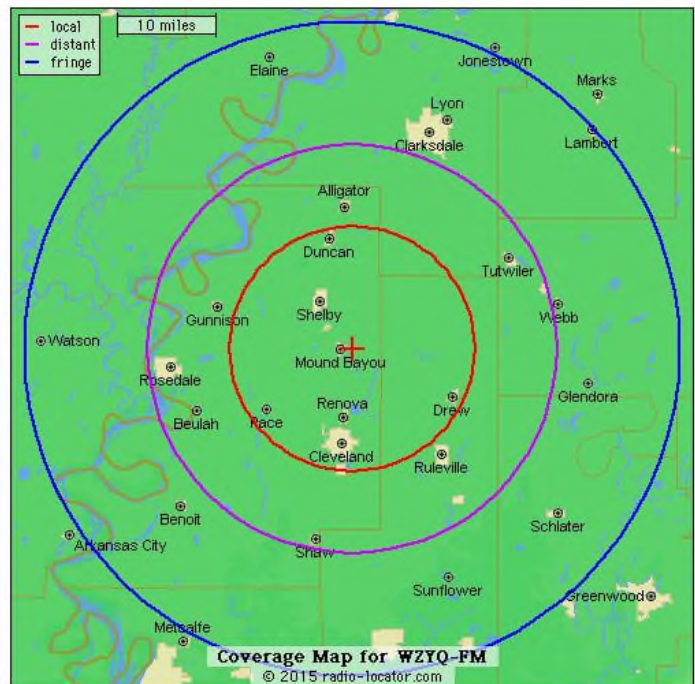 local
distant
fringe
10 miles
Elaine
Jonestown
Marks
Lyon
Clarksdale
Lambert
Alligator
Duncan
Tutwiler
Gunnison
Shelby
Webb
Watson
Mound Bayou
Rosedale
Glendora
Beulah
Pace
Renova
Drew
Cleveland
Ruleville
Benoit
Schlater
Arkansas City
Shaw
Sunflower
Greenwood
Metcalfe
Coverage Map for WZYQ-FM
© 2015 radio-locator.com